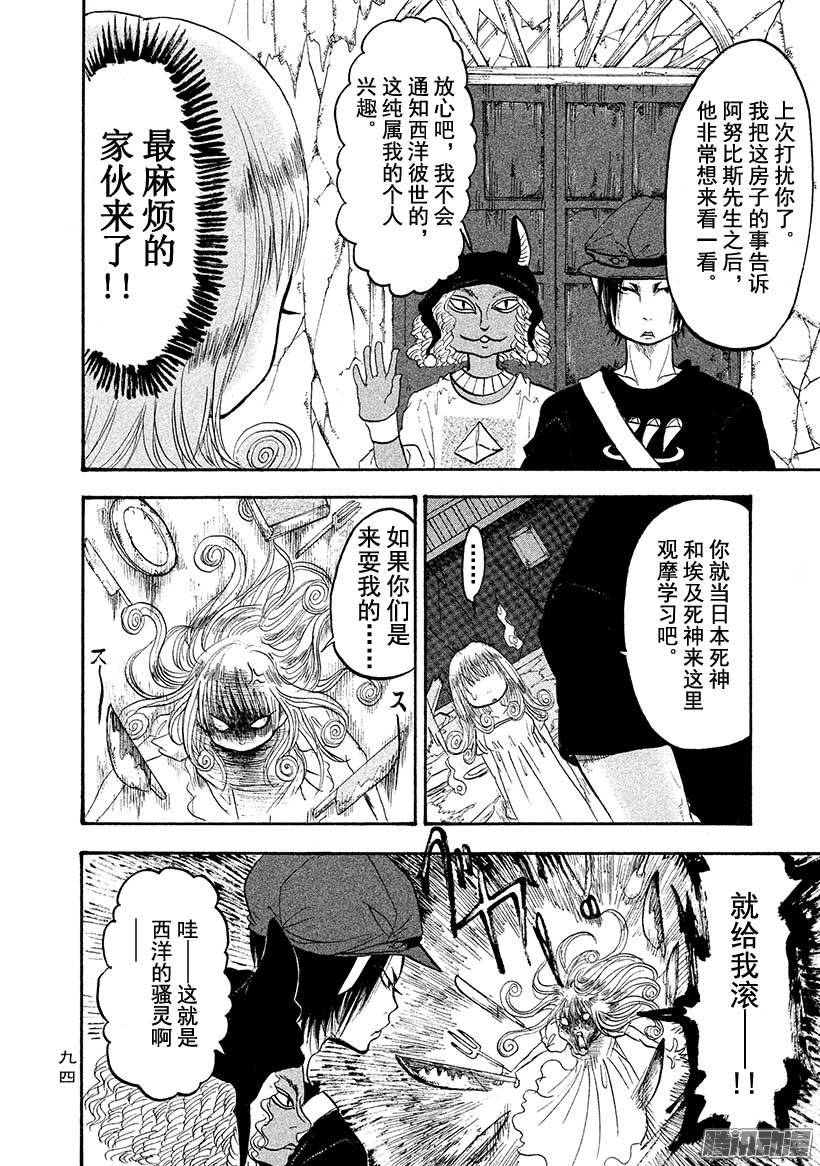 上次打扰你了。
我把这房子的事告诉
阿努比斯先生之后，
他非常想来看一看。
放心吧，我不会
通知西洋彼世的，
这纯属我的个人
兴趣。
最麻烦的
家伙来了！！
你就当日本死神
和埃及死神来这里
观摩学习吧。
……
如果你们是
来耍我的……
ス
ス
就给我滚——！！
哇——这就是
西洋的骚灵啊
——
九四
腾讯动漫